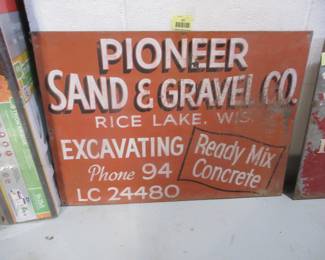 PIONEER
SAND & GRAVEL CO.
RICE LAKE. WIS.
EXCAVATING
Phone 94
LC 24480
Ready Mix
Concrete